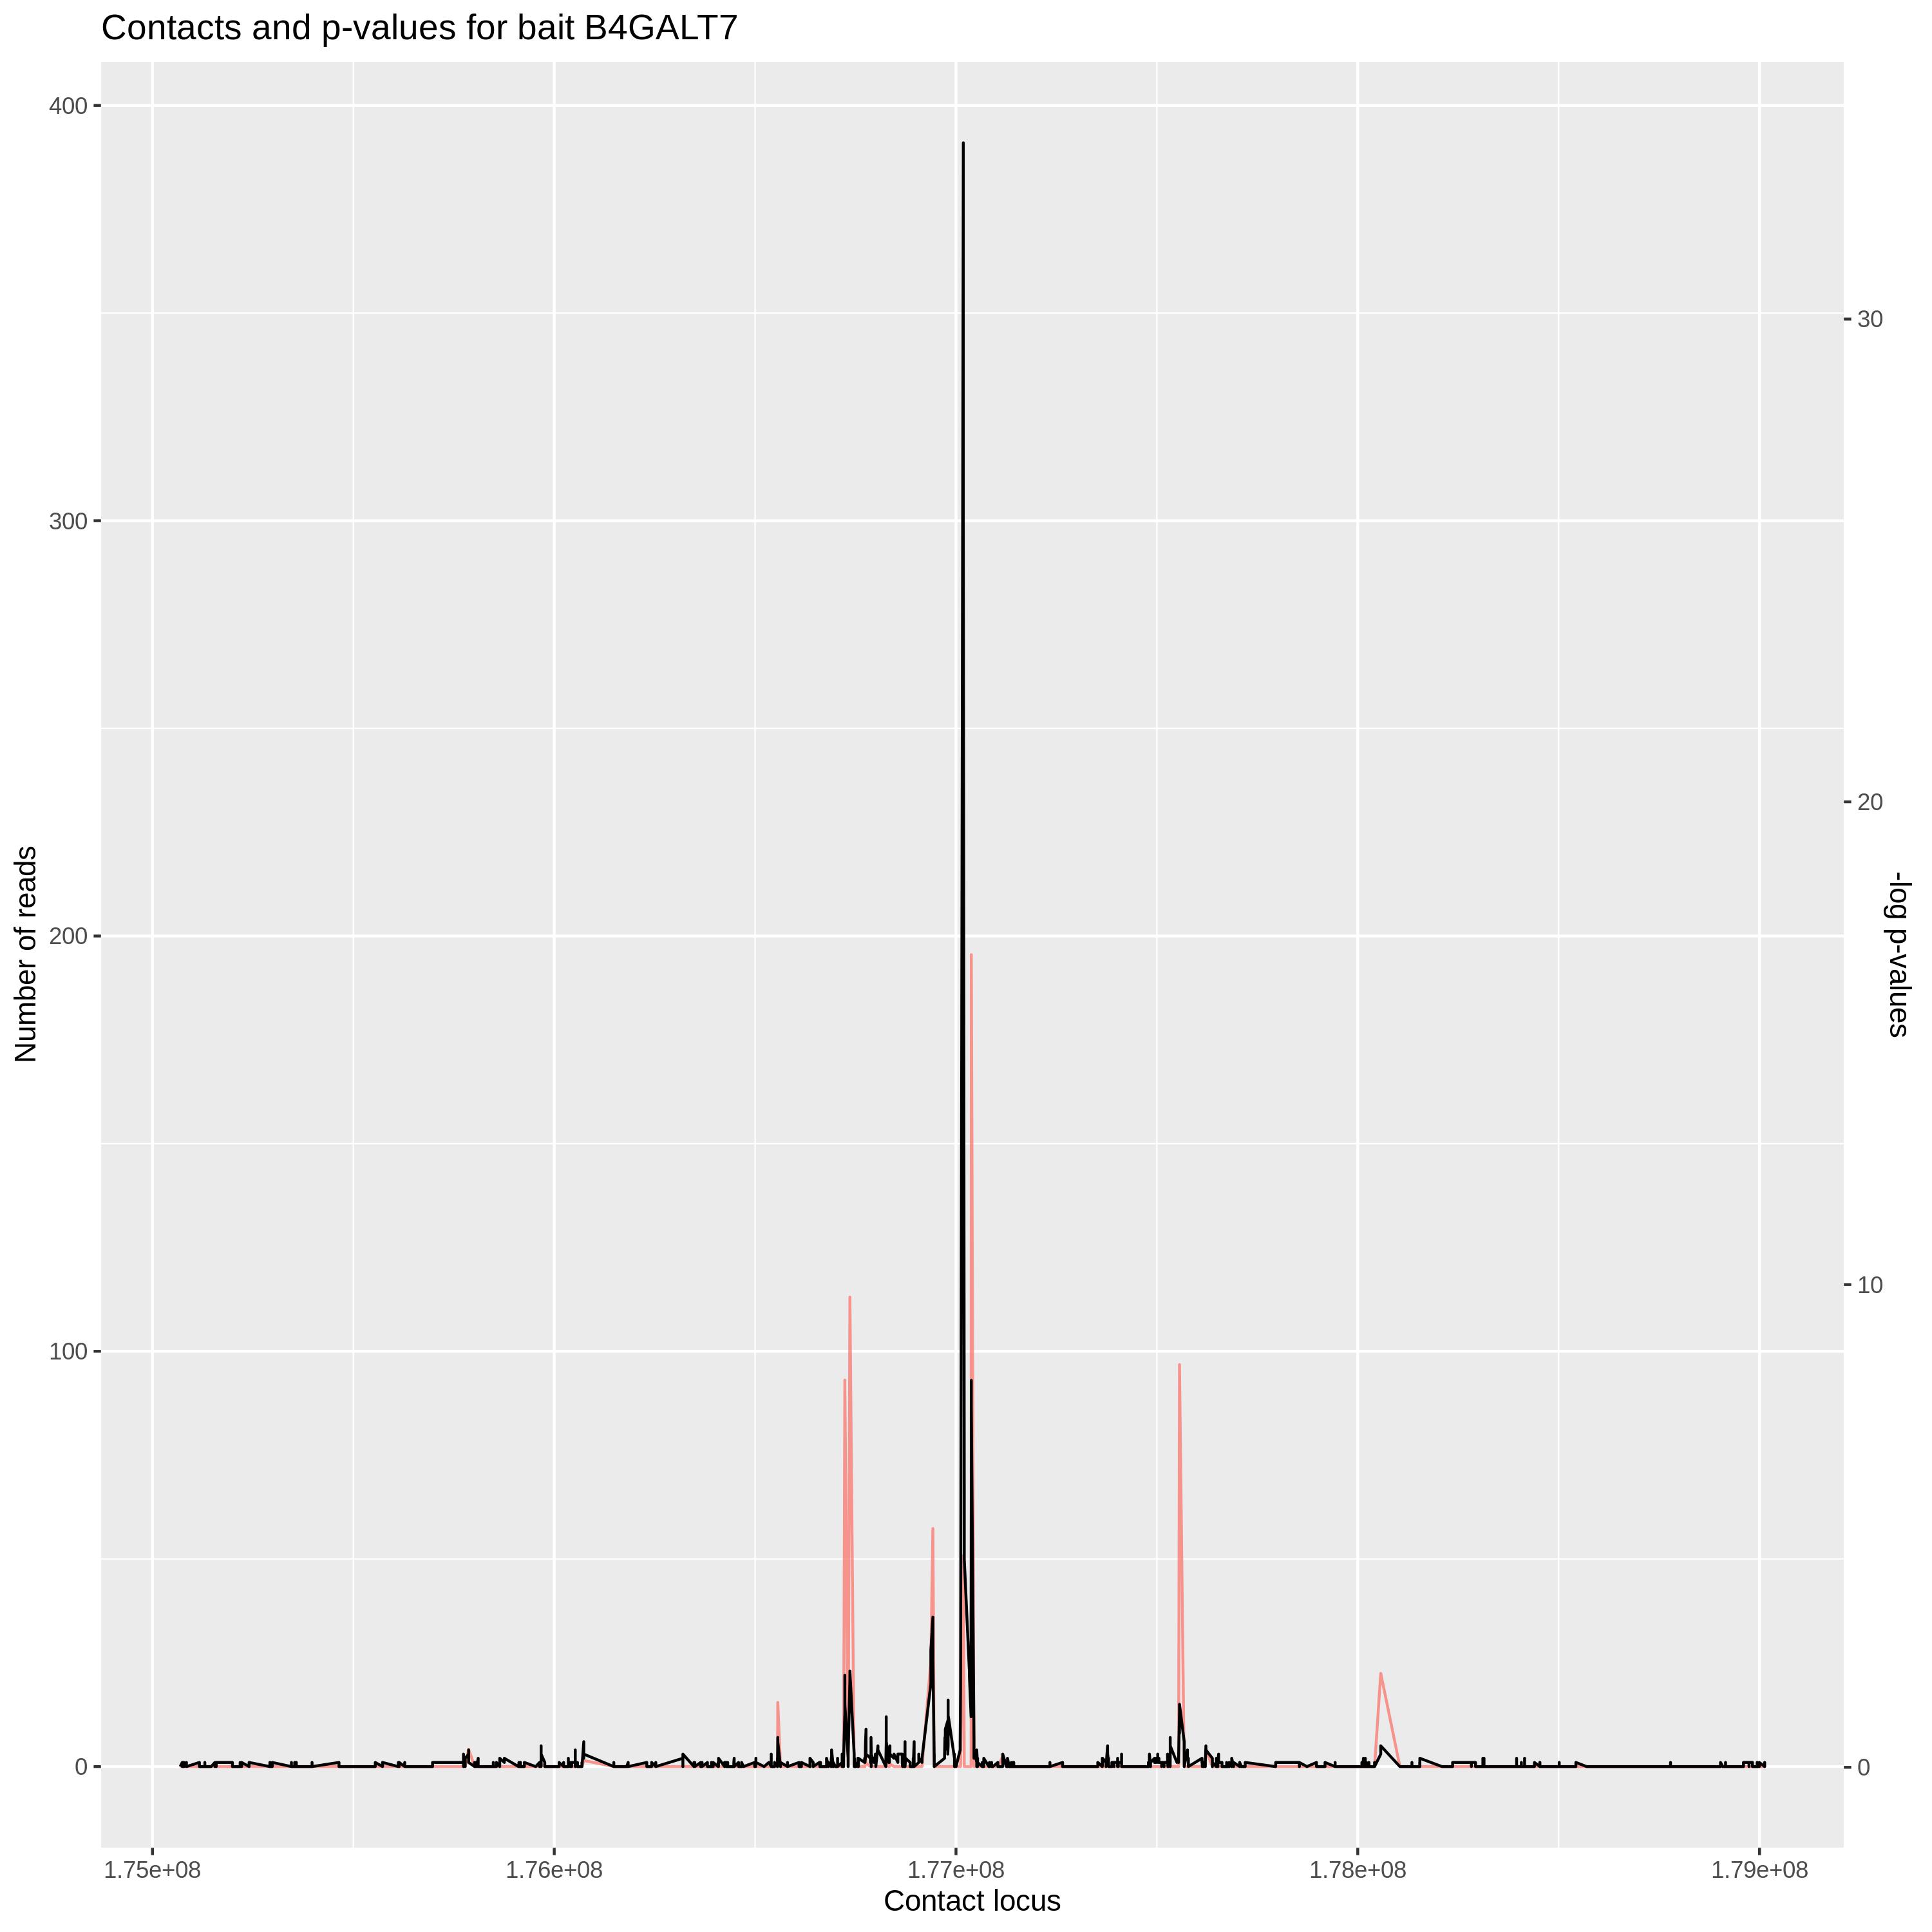 Contacts and p-values for bait B4GALT7
400
300
200
100
0
Number of reads
30
20
10
0
-log p-values
1.75e+08 1.76e+08 1.77e+08 1.78e+08 1.79e+08
Contact locus